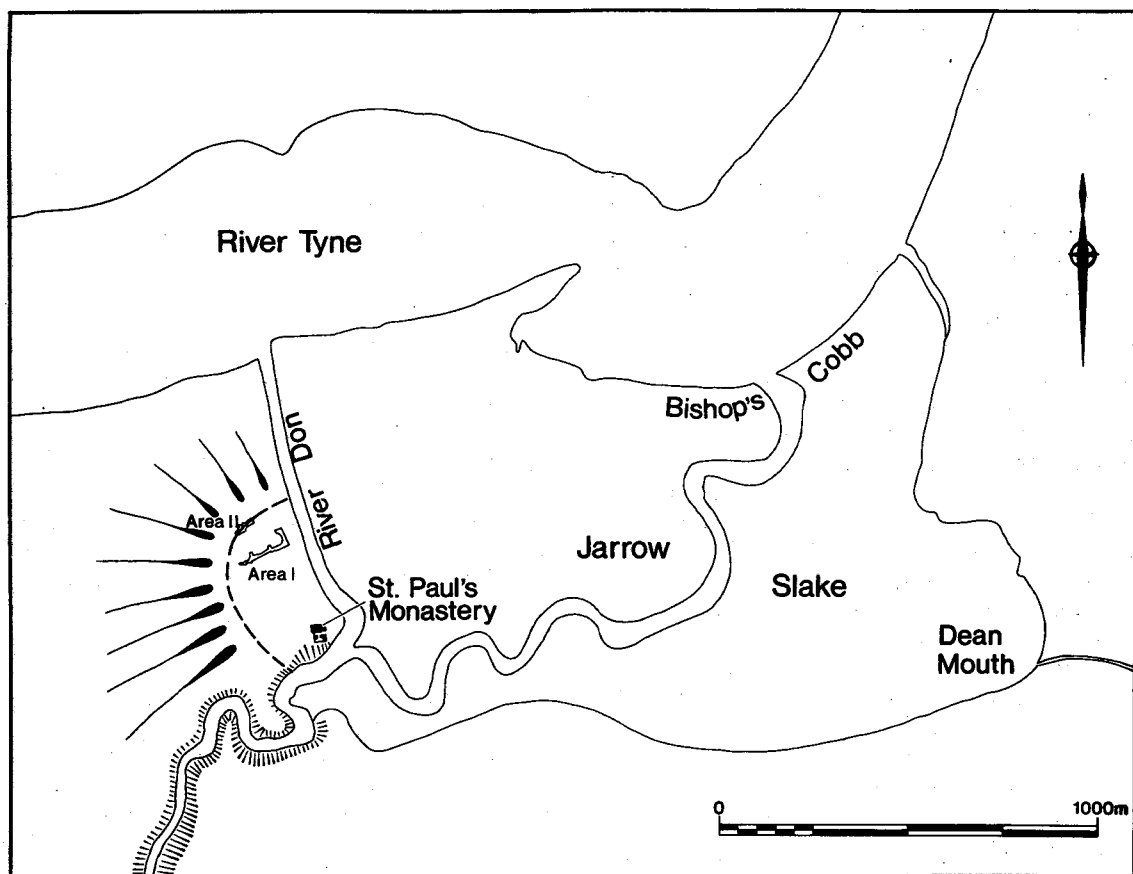 River Tyne
Cobb
Bishop's
River Don
Area II
Jarrow
Area I
St. Paul's
Monastery
Slake
Dean
Mouth
0 1000m